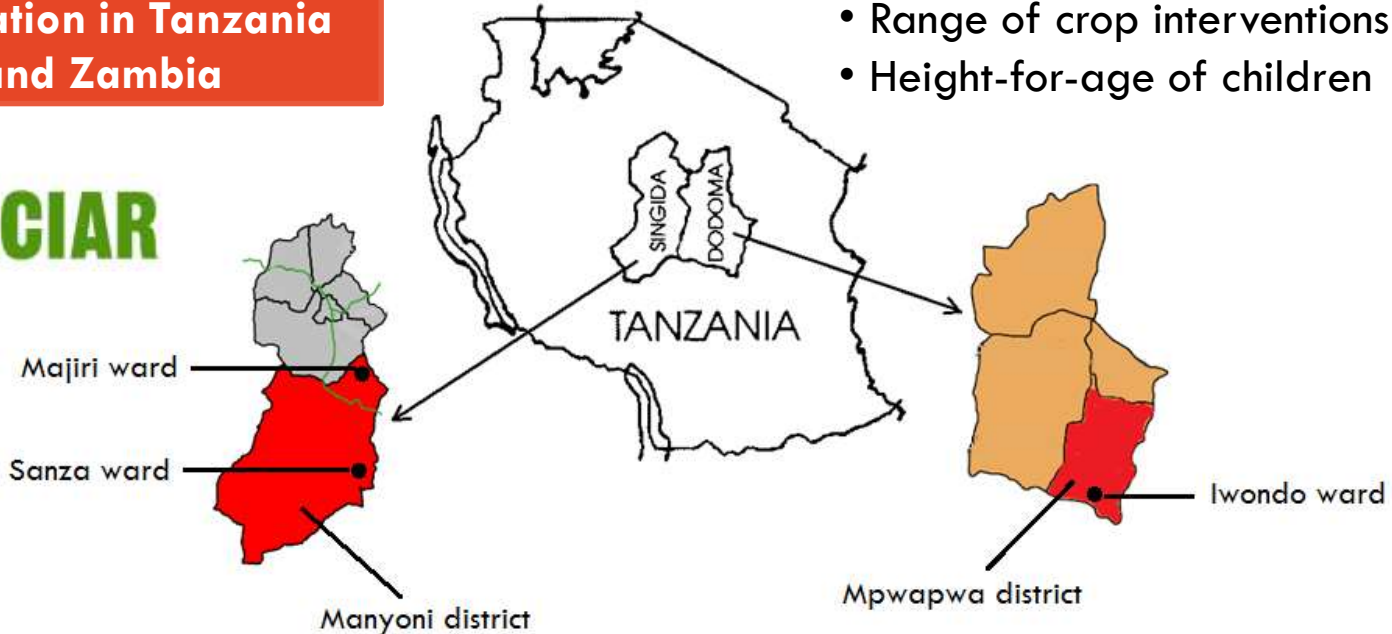 ation in Tanzania
and Zambia
• Range of crop interventions
• Height-for-age of children
CIAR
SINGIDA
DODOMA
TANZANIA
Majiri ward
Sanza ward
Manyoni district
Iwondo ward
Mpwapwa district